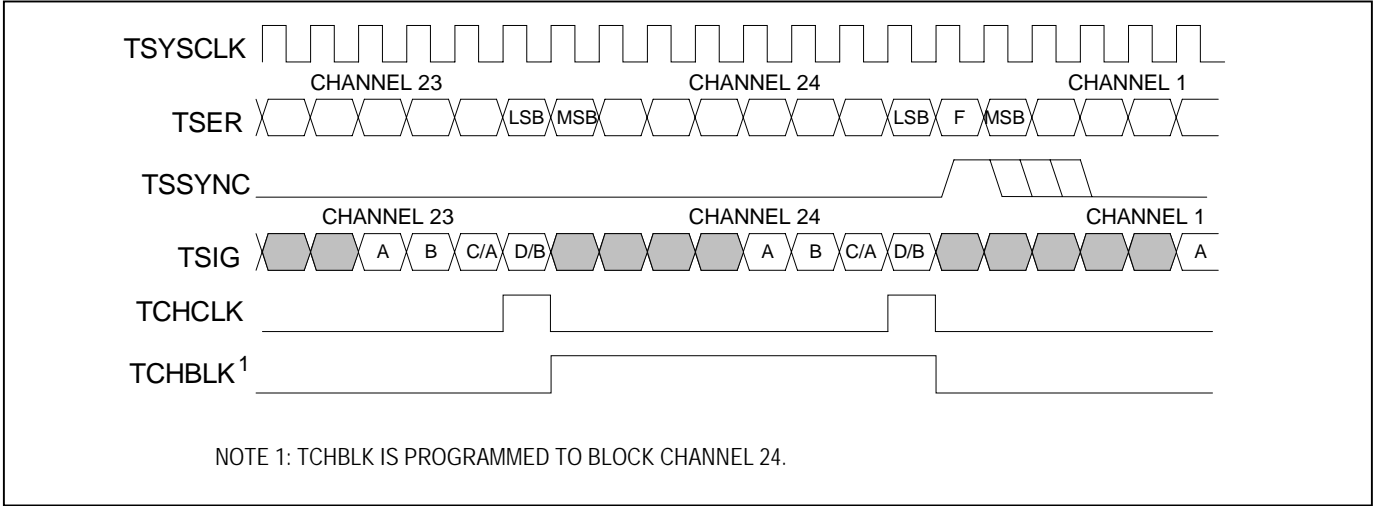 TSYSCLK
CHANNEL 23 CHANNEL 24 CHANNEL 1
TSER LSB MSB LSB F MSB
TSSYNC
CHANNEL 23 CHANNEL 24 CHANNEL 1
TSIG A B C/A D/B A B C/A D/B A
TCHCLK
TCHBLK1
NOTE 1: TCHBLK IS PROGRAMMED TO BLOCK CHANNEL 24.